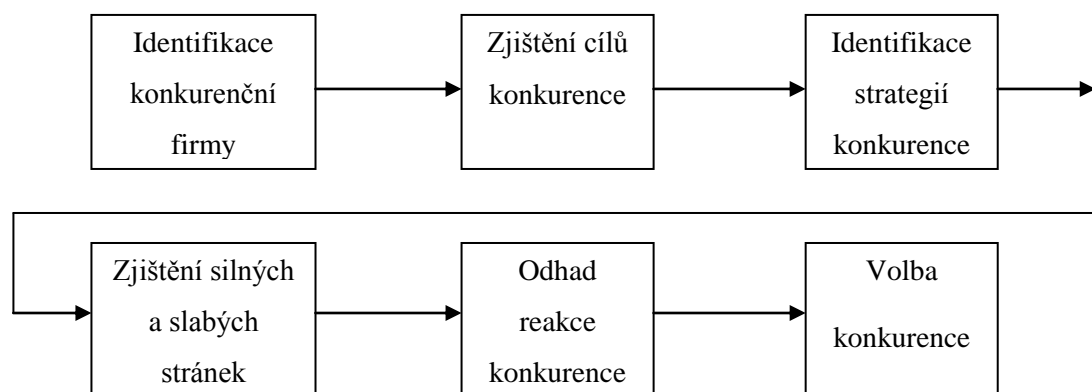 Identifikace
konkurenční
firmy
Zjištění cílů
konkurence
Identifikace
strategií
konkurence
Zjištění silných
a slabých
stránek
Odhad
reakce
konkurence
Volba
konkurence